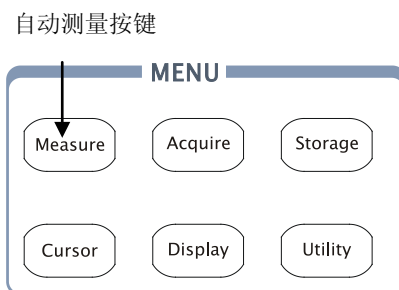 自动测量按键
MENU
Measure Acquire Storage
Cursor Display Utility